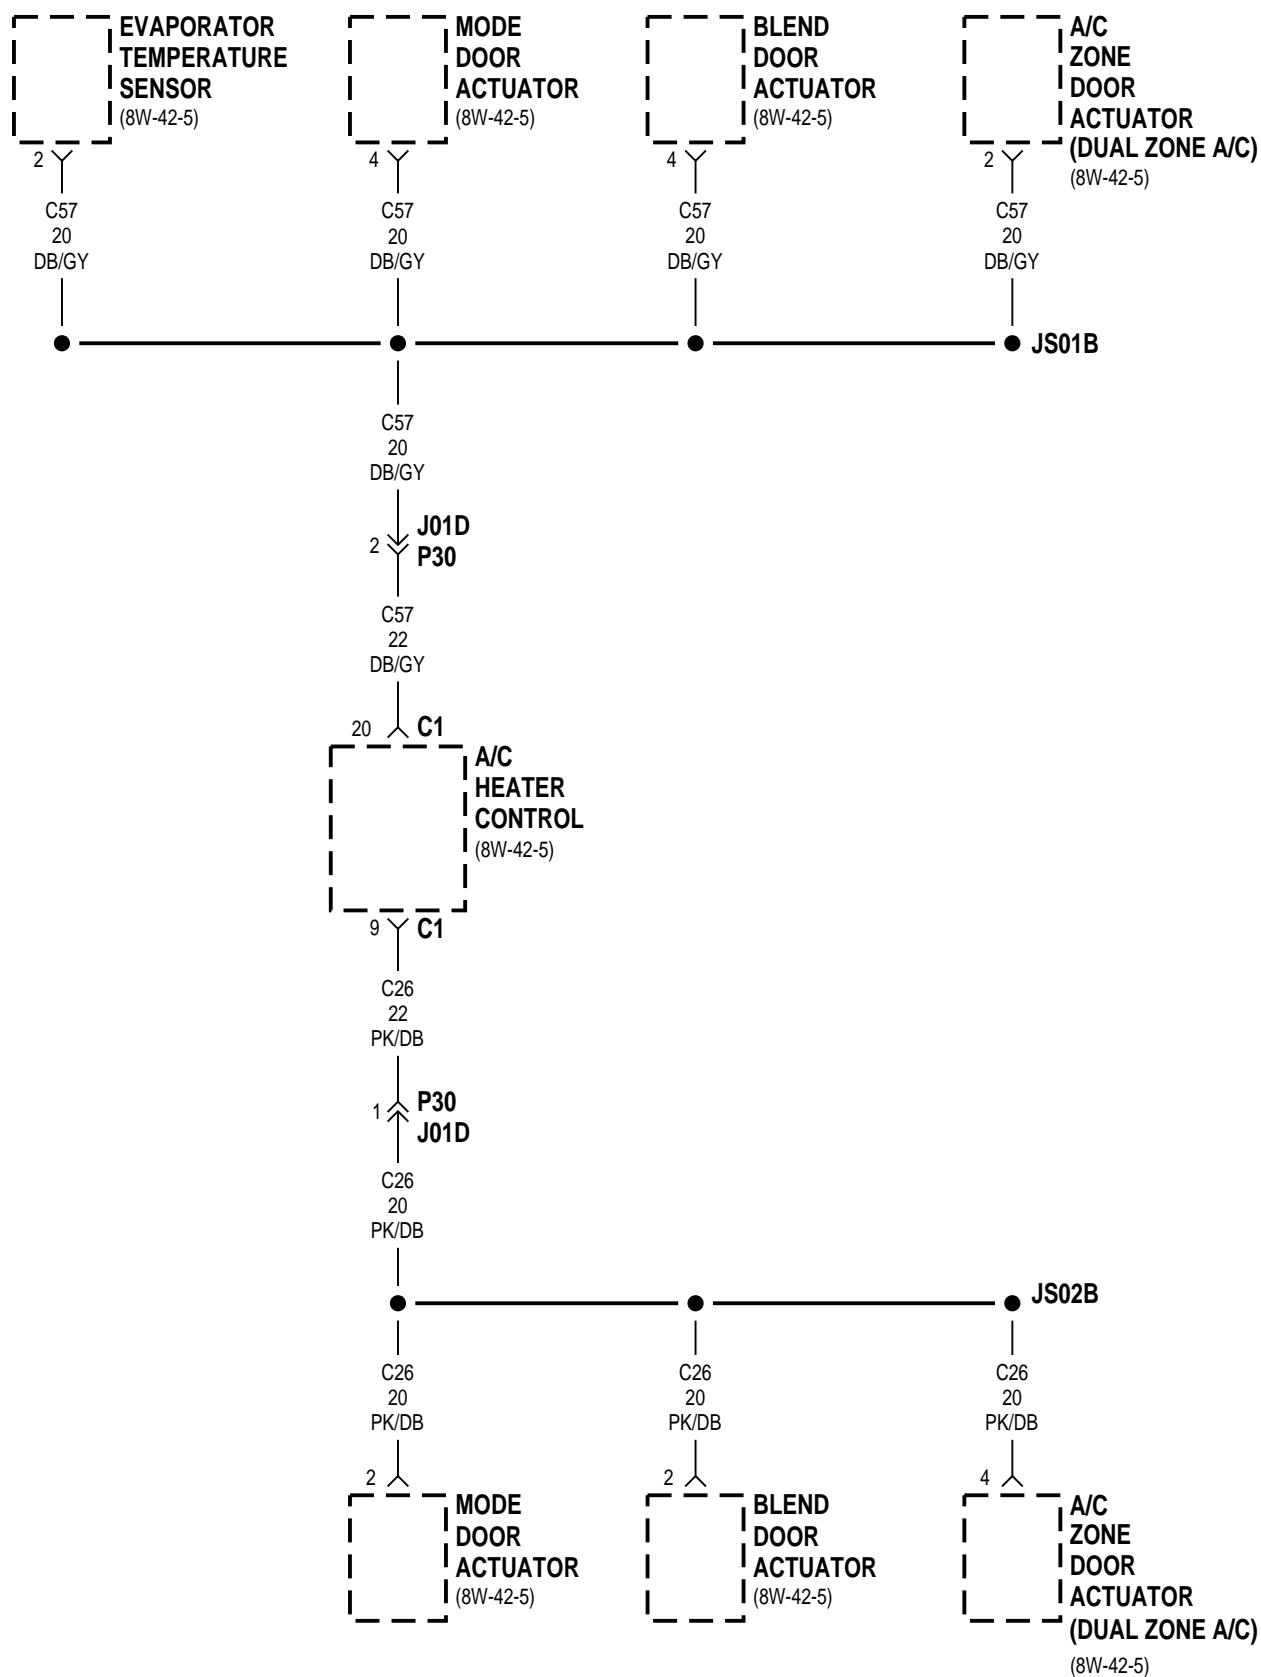 EVAPORATOR
TEMPERATURE
SENSOR
(8W-42-5)
2
C57
20
DB/GY
MODE
DOOR
ACTUATOR
(8W-42-5)
4
C57
20
DB/GY
BLEND
DOOR
ACTUATOR
(8W-42-5)
4
C57
20
DB/GY
A/C
ZONE
DOOR
ACTUATOR
(DUAL ZONE A/C)
(8W-42-5)
2
C57
20
DB/GY
JS01B
C57
20
DB/GY
J01D
2
P30
C57
22
DB/GY
20
C1
A/C
HEATER
CONTROL
(8W-42-5)
9
C1
C26
22
PK/DB
1
P30
J01D
C26
20
PK/DB
JS02B
C26
20
PK/DB
2
MODE
DOOR
ACTUATOR
(8W-42-5)
C26
20
PK/DB
2
BLEND
DOOR
ACTUATOR
(8W-42-5)
C26
20
PK/DB
4
A/C
ZONE
DOOR
ACTUATOR
(DUAL ZONE A/C)
(8W-42-5)